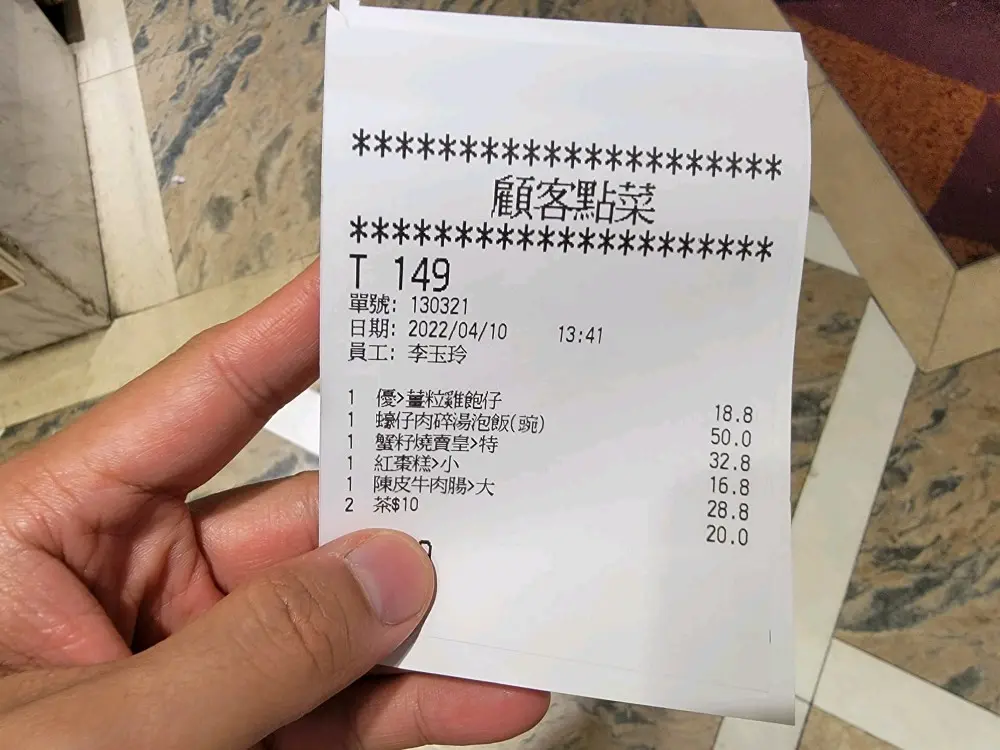 *********************
顧客點菜
*********************
T 149
單號: 130321
日期: 2022/04/10 13:41
員工: 李玉玲
1 優>薑粒雞飽仔 18.8
1 蠔仔肉碎湯泡飯(豌) 50.0
1 蟹籽燒賣皇>特 32.8
1 紅棗糕>小 16.8
1 陳皮牛肉腸>大 28.8
2 茶$10 20.0